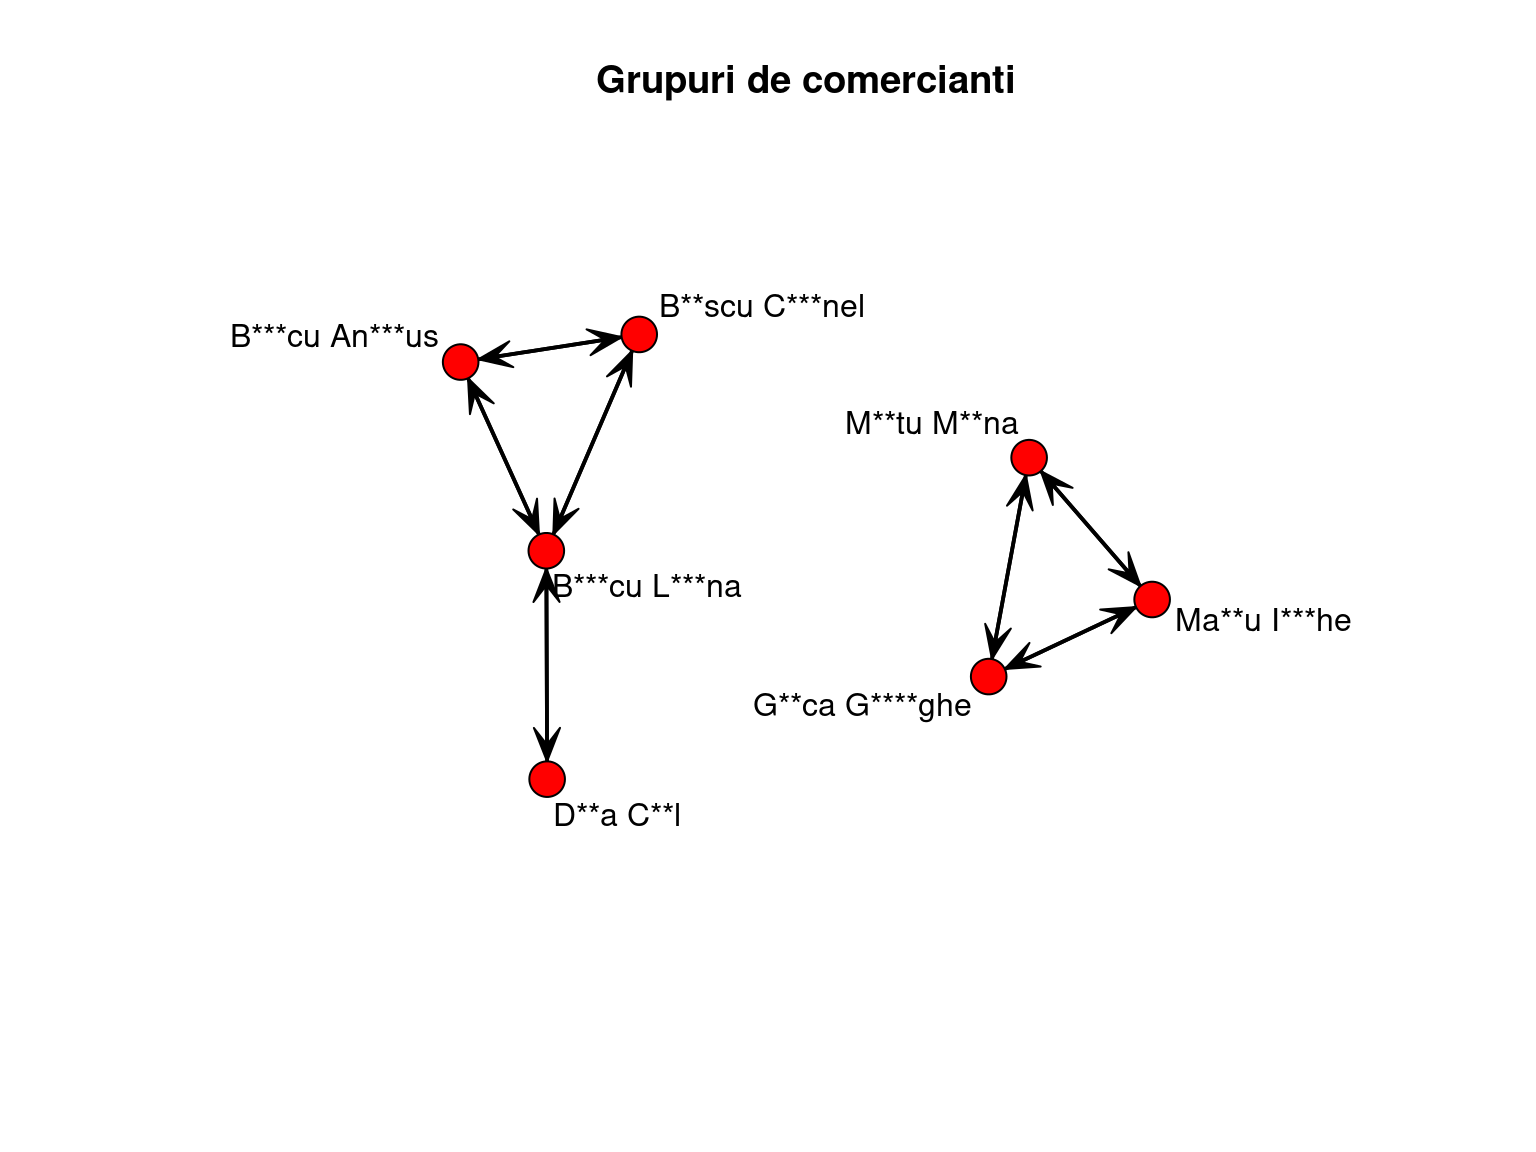 Grupuri de comercianti
B**scu C***nel
B***cu An***us
M**tu M**na
B***cu L***na
Ma**u I***he
G**ca G****ghe
D**a C**l